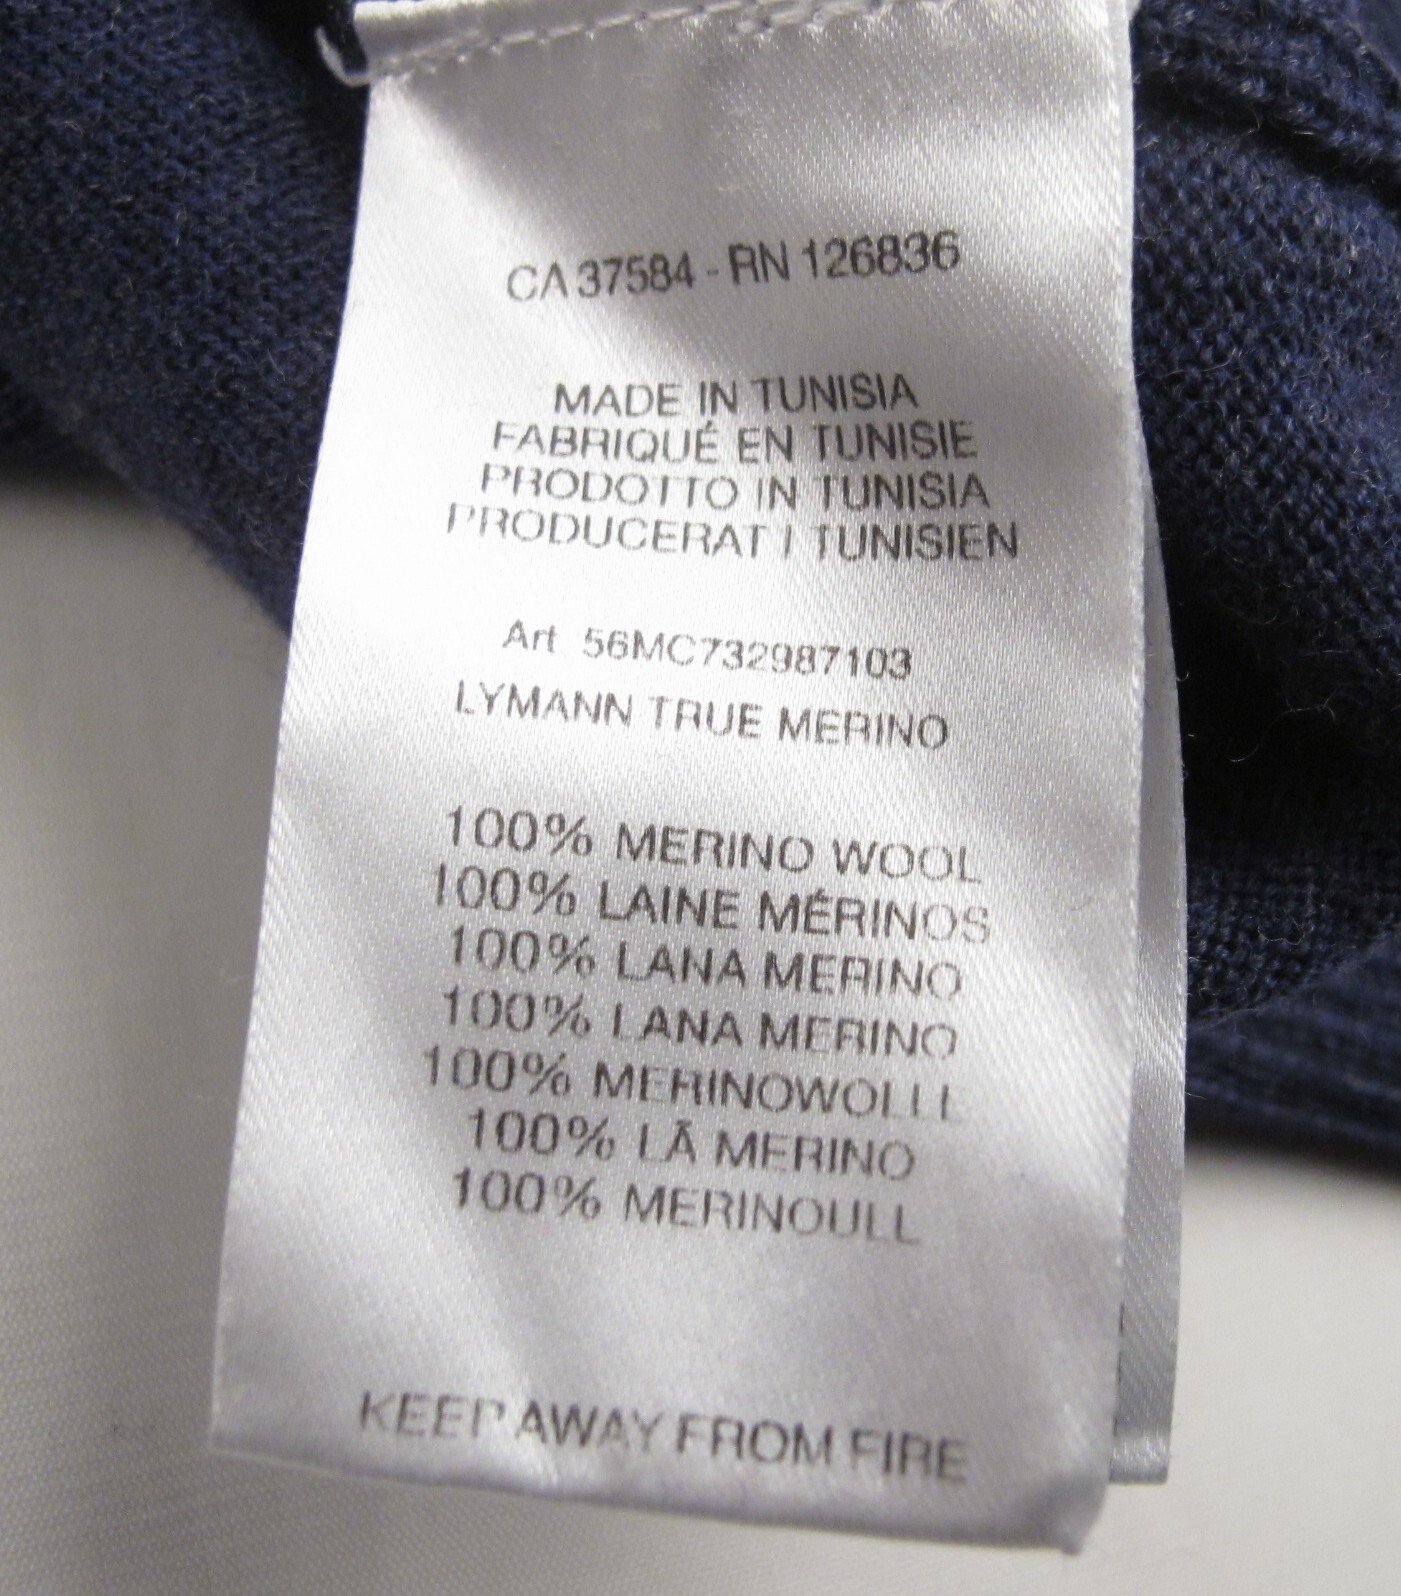 CA 37584 - RN 126836
MADE IN TUNISIA
FABRIQUÉ EN TUNISIE
PRODOTTO IN TUNISIA
PRODUCERAT I TUNISIEN
Art. 56MC732987103
LYMANN TRUE MERINO
100% MERINO WOOL
100% LAINE MÉRINOS
100% LANA MERINO
100% LANA MERINO
100% MERINOWOLLE
100% LÃ MERINO
100% MERINOULL
KEEP AWAY FROM FIRE